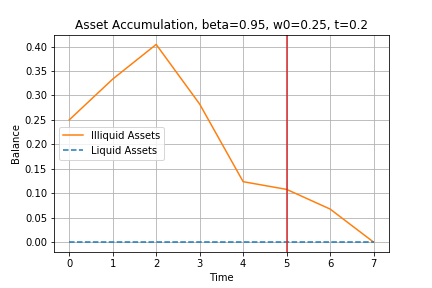 Asset Accumulation, beta=0.95, w0=0.25, t=0.2
0.40
0.35
0.30
0.25
0.20
0.15
0.10
0.05
0.00
Balance
Illiquid Assets
Liquid Assets
0 1 2 3 4 5 6 7
Time